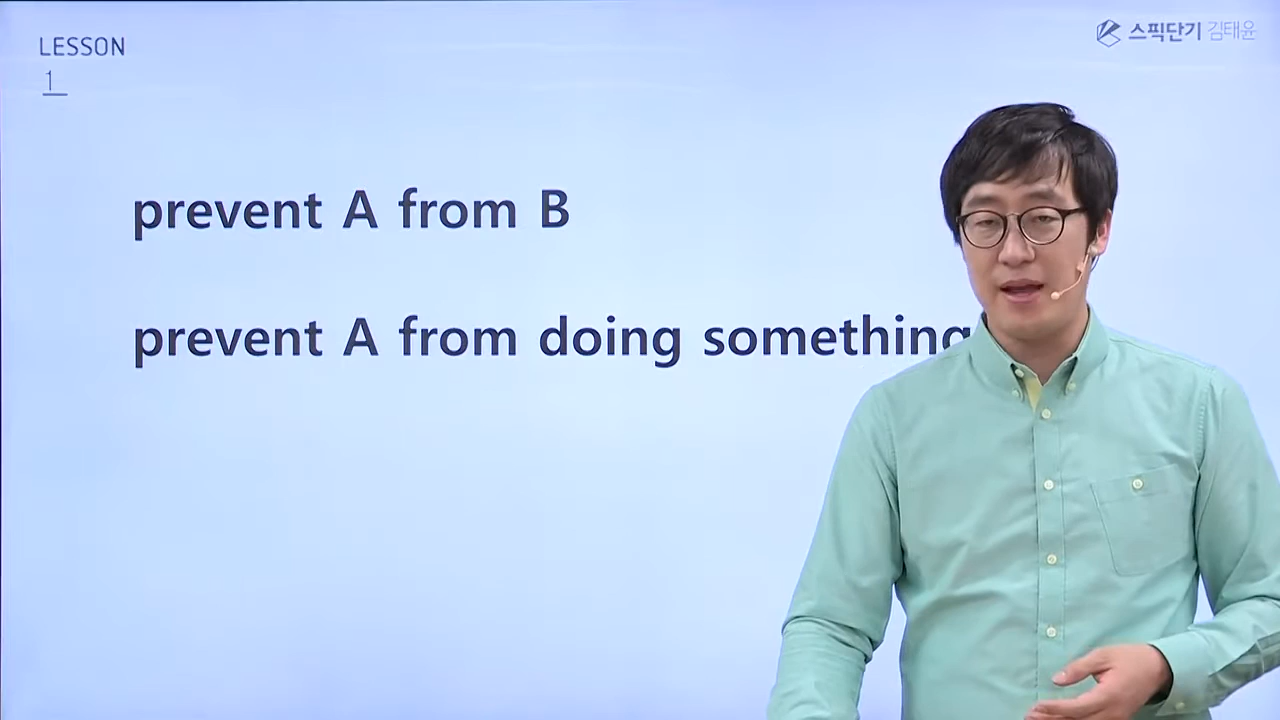 LESSON
1
스픽단기 김태윤
prevent A from B
prevent A from doing something